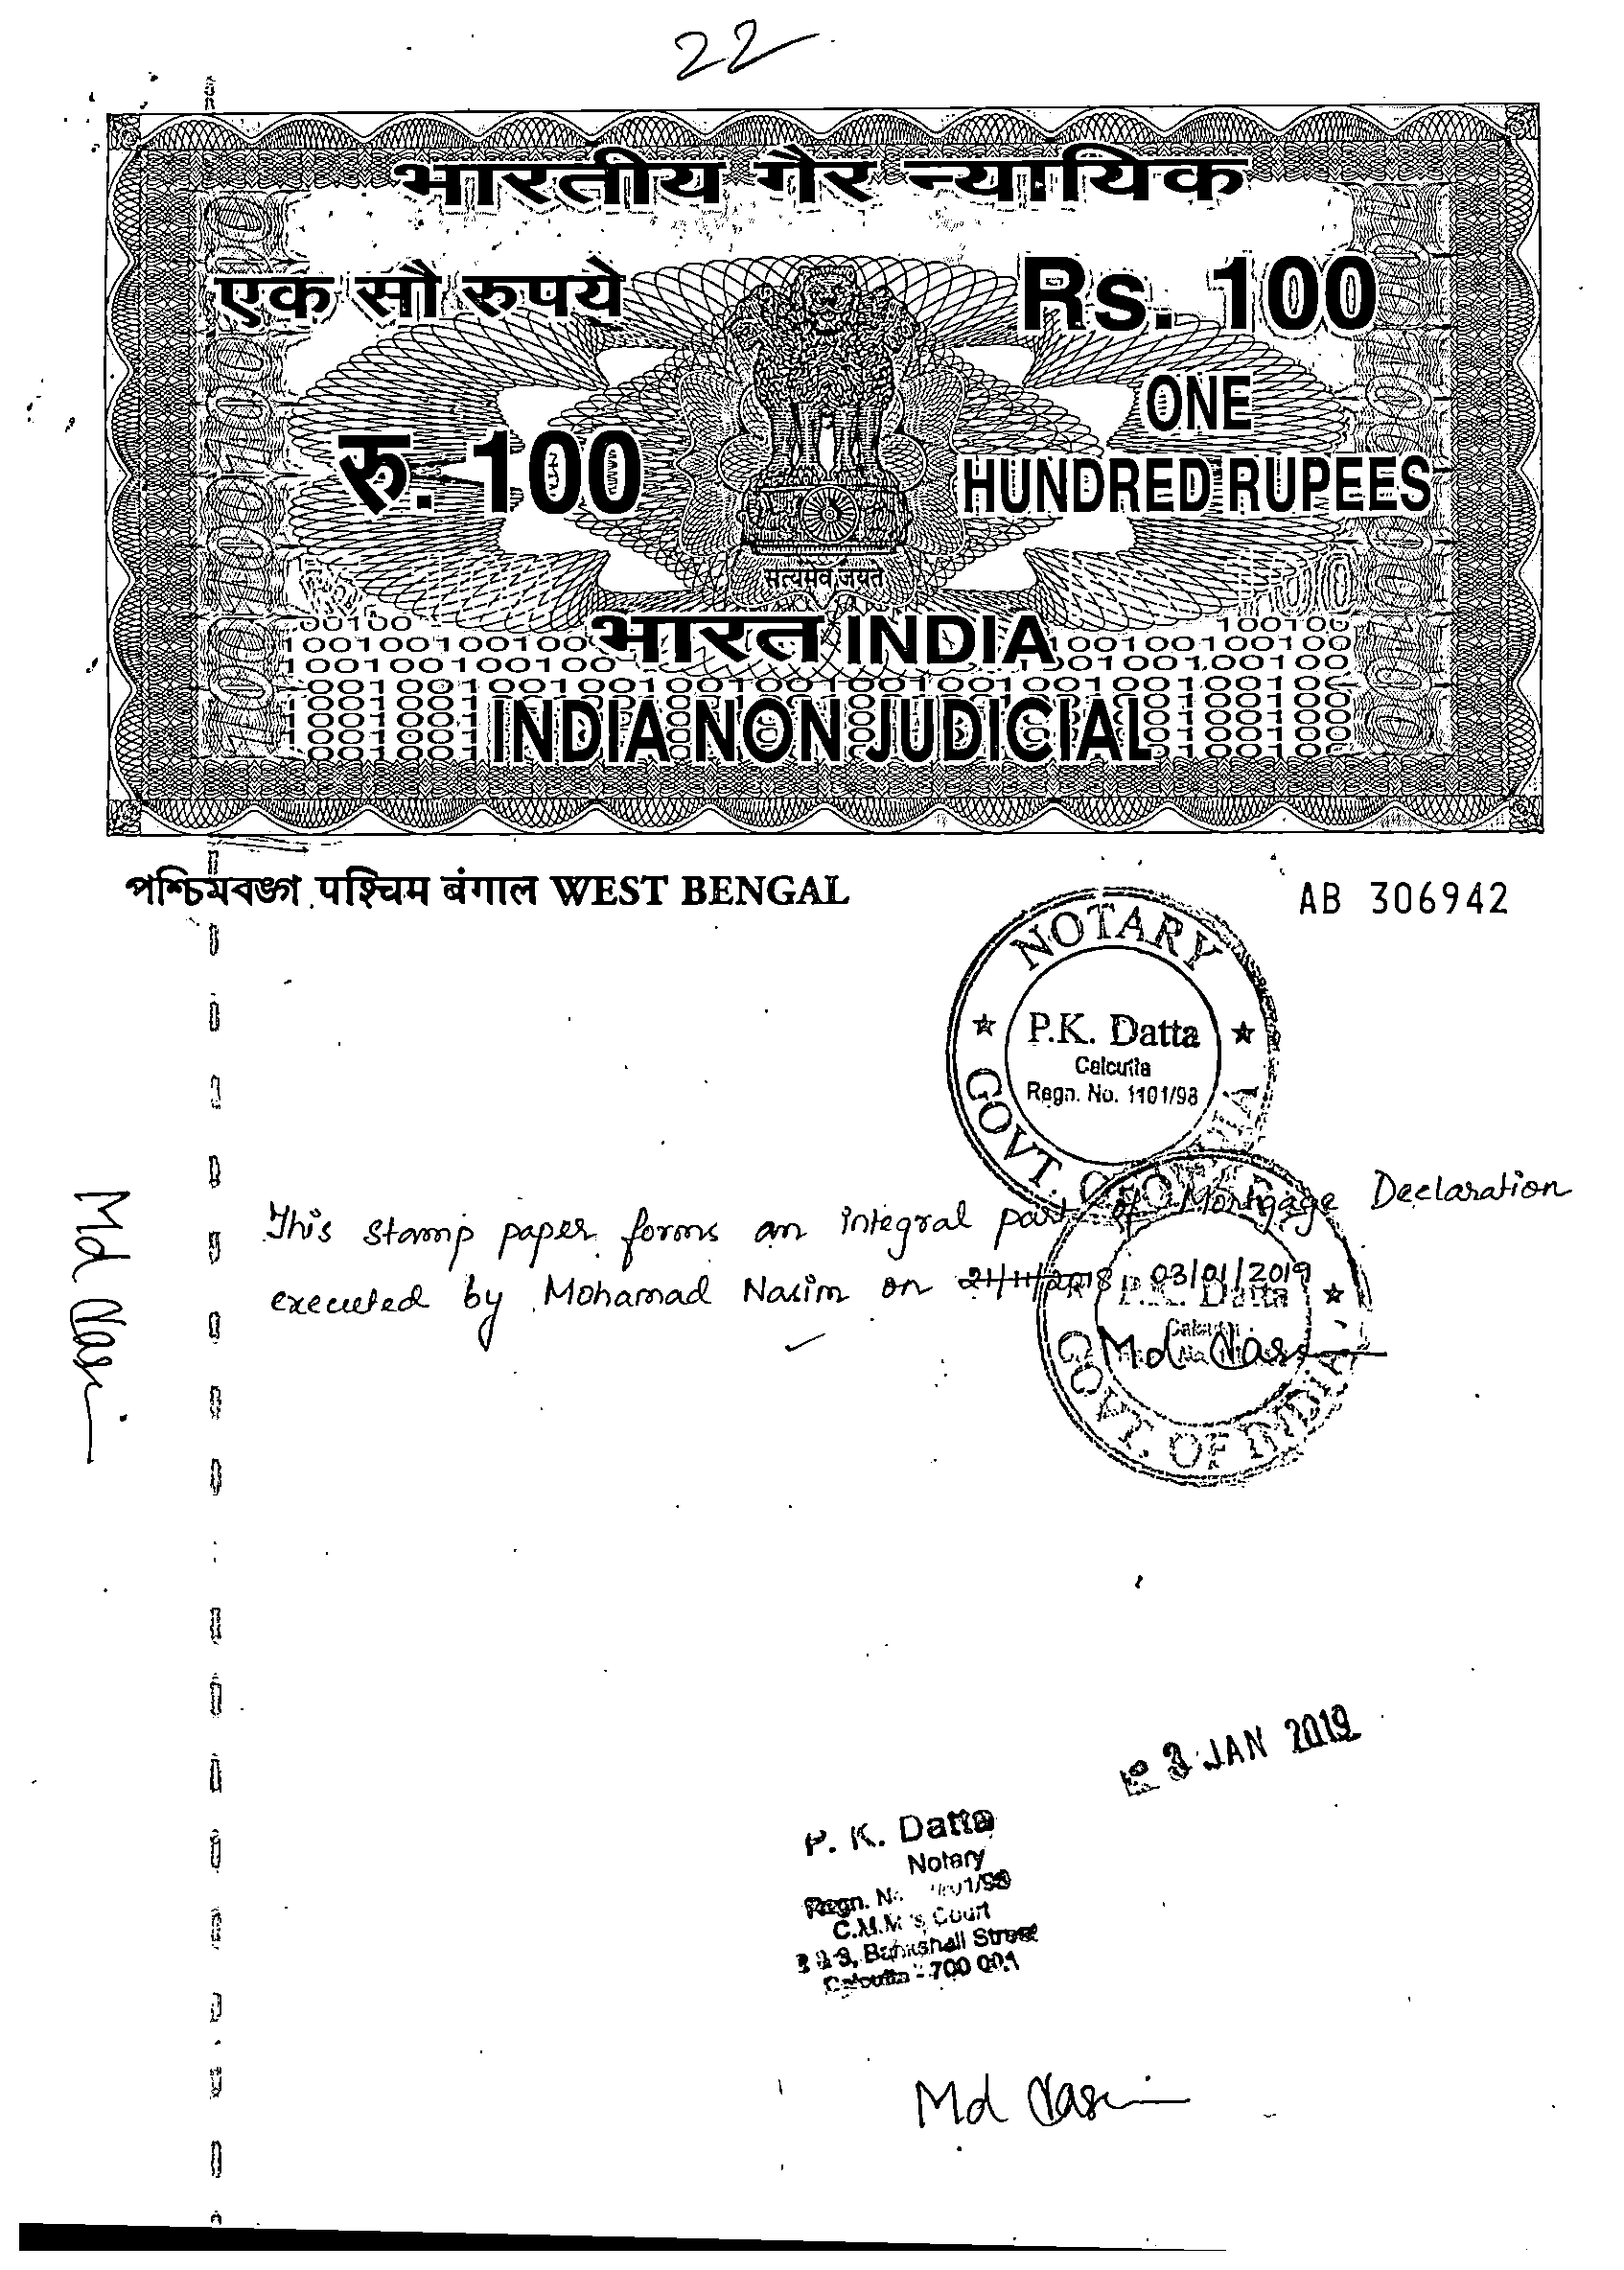 22
भारतीय गैर न्यायिक
एक सौ रुपये
Rs. 100
रु. 100
ONE
HUNDRED RUPEES
सत्यमेव जयते
भारत INDIA
INDIA NON JUDICIAL
পশ্চিমবঙ্গ पश्चिम बंगाल WEST BENGAL
AB 306942
NOTARY
P.K. Datta
Calcutta
Regn. No. 1101/98
GOVT. OF INDIA
This stamp paper forms an integral part of Mortgage Declaration
executed by Mohamad Nasim on 21/11/2018 03/01/2019
P.K. Datta
Calcutta
GOVT. OF INDIA
Md Nasim
Md Nasim
3 JAN 2019
P. K. Datta
Notary
Regn. No. 1101/98
C.M.M's Court
2 & 3, Bankshall Street
Calcutta - 700 001
Md Nasim